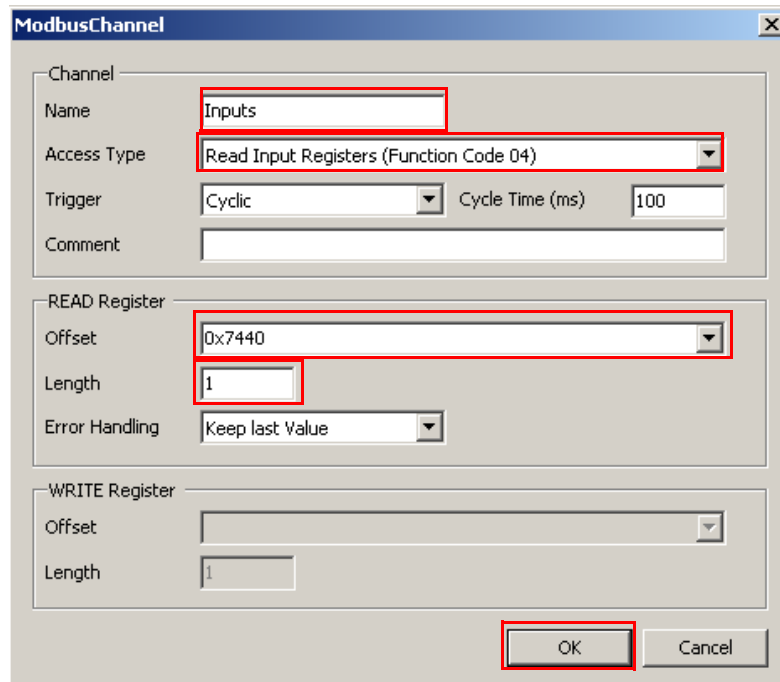 ModbusChannel
Channel
Name Inputs
Access Type Read Input Registers (Function Code 04)
Trigger Cyclic Cycle Time (ms) 100
Comment
READ Register
Offset 0x7440
Length 1
Error Handling Keep last Value
WRITE Register
Offset
Length 1
OK Cancel